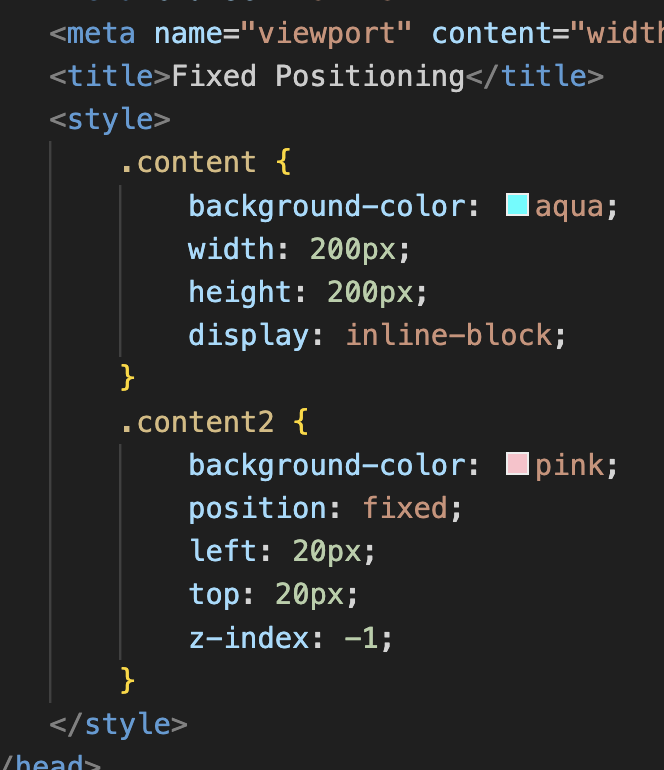 <meta name="viewport" content="width
<title>Fixed Positioning</title>
<style>
.content {
background-color: aqua;
width: 200px;
height: 200px;
display: inline-block;
}
.content2 {
background-color: pink;
position: fixed;
left: 20px;
top: 20px;
z-index: -1;
}
</style>
/head>